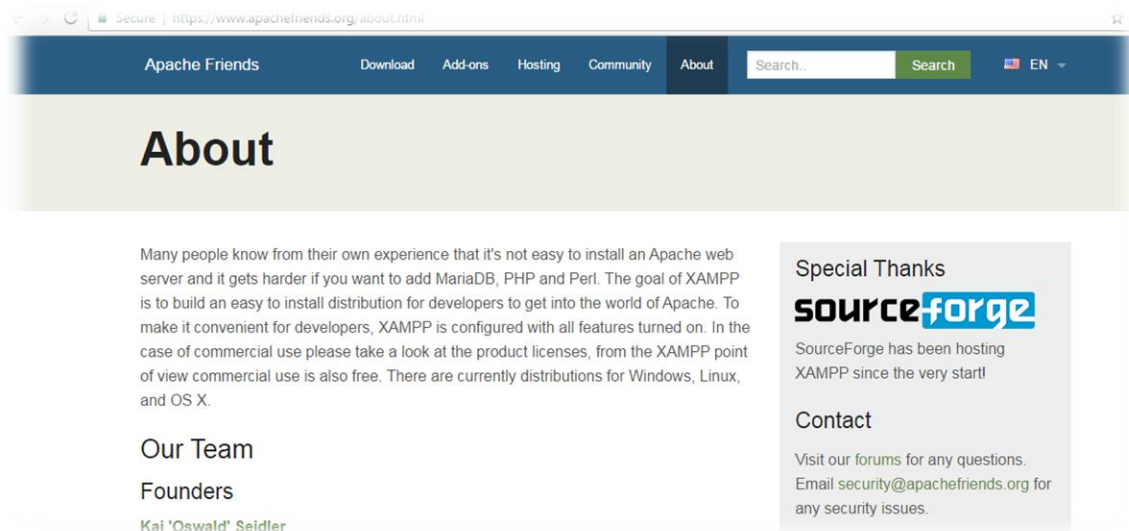 Secure | https://www.apachefriends.org/about.html
Apache Friends Download Add-ons Hosting Community About Search.. Search EN
About
Many people know from their own experience that it's not easy to install an Apache web
server and it gets harder if you want to add MariaDB, PHP and Perl. The goal of XAMPP
is to build an easy to install distribution for developers to get into the world of Apache. To
make it convenient for developers, XAMPP is configured with all features turned on. In the
case of commercial use please take a look at the product licenses, from the XAMPP point
of view commercial use is also free. There are currently distributions for Windows, Linux,
and OS X.
Our Team
Founders
Kai 'Oswald' Seidler
Special Thanks
sourceforge
SourceForge has been hosting
XAMPP since the very start!
Contact
Visit our forums for any questions.
Email security@apachefriends.org for
any security issues.